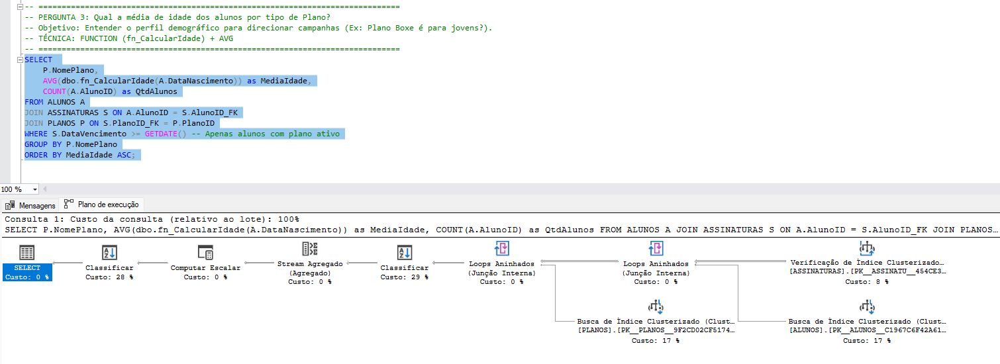 -- =============================================================================
-- PERGUNTA 3: Qual a média de idade dos alunos por tipo de Plano?
-- Objetivo: Entender o perfil demográfico para direcionar campanhas (Ex: Plano Boxe é para jovens?).
-- TÉCNICA: FUNCTION (fn_CalcularIdade) + AVG
-- =============================================================================
SELECT
P.NomePlano,
AVG(dbo.fn_CalcularIdade(A.DataNascimento)) as MediaIdade,
COUNT(A.AlunoID) as QtdAlunos
FROM ALUNOS A
JOIN ASSINATURAS S ON A.AlunoID = S.AlunoID_FK
JOIN PLANOS P ON S.PlanoID_FK = P.PlanoID
WHERE S.DataVencimento >= GETDATE() -- Apenas alunos com plano ativo
GROUP BY P.NomePlano
ORDER BY MediaIdade ASC;
100 %
Mensagens Plano de execução
Consulta 1: Custo da consulta (relativo ao lote): 100%
SELECT P.NomePlano, AVG(dbo.fn_CalcularIdade(A.DataNascimento)) as MediaIdade, COUNT(A.AlunoID) as QtdAlunos FROM ALUNOS A JOIN ASSINATURAS S ON A.AlunoID = S.AlunoID_FK JOIN PLANOS…
SELECT
Custo: 0 %
Classificar
Custo: 28 %
Computar Escalar
Custo: 0 %
Stream Agregado
(Agregado)
Custo: 0 %
Classificar
Custo: 29 %
Loops Aninhados
(Junção Interna)
Custo: 0 %
Loops Aninhados
(Junção Interna)
Custo: 0 %
Verificação de Índice Clusterizado…
[ASSINATURAS].[PK__ASSINATU__454CE3…
Custo: 8 %
Busca de Índice Clusterizado (Clust…
[PLANOS].[PK__PLANOS__9F2CD02CF5174…
Custo: 17 %
Busca de Índice Clusterizado (Clust…
[ALUNOS].[PK__ALUNOS__C1967C6F42A61…
Custo: 17 %